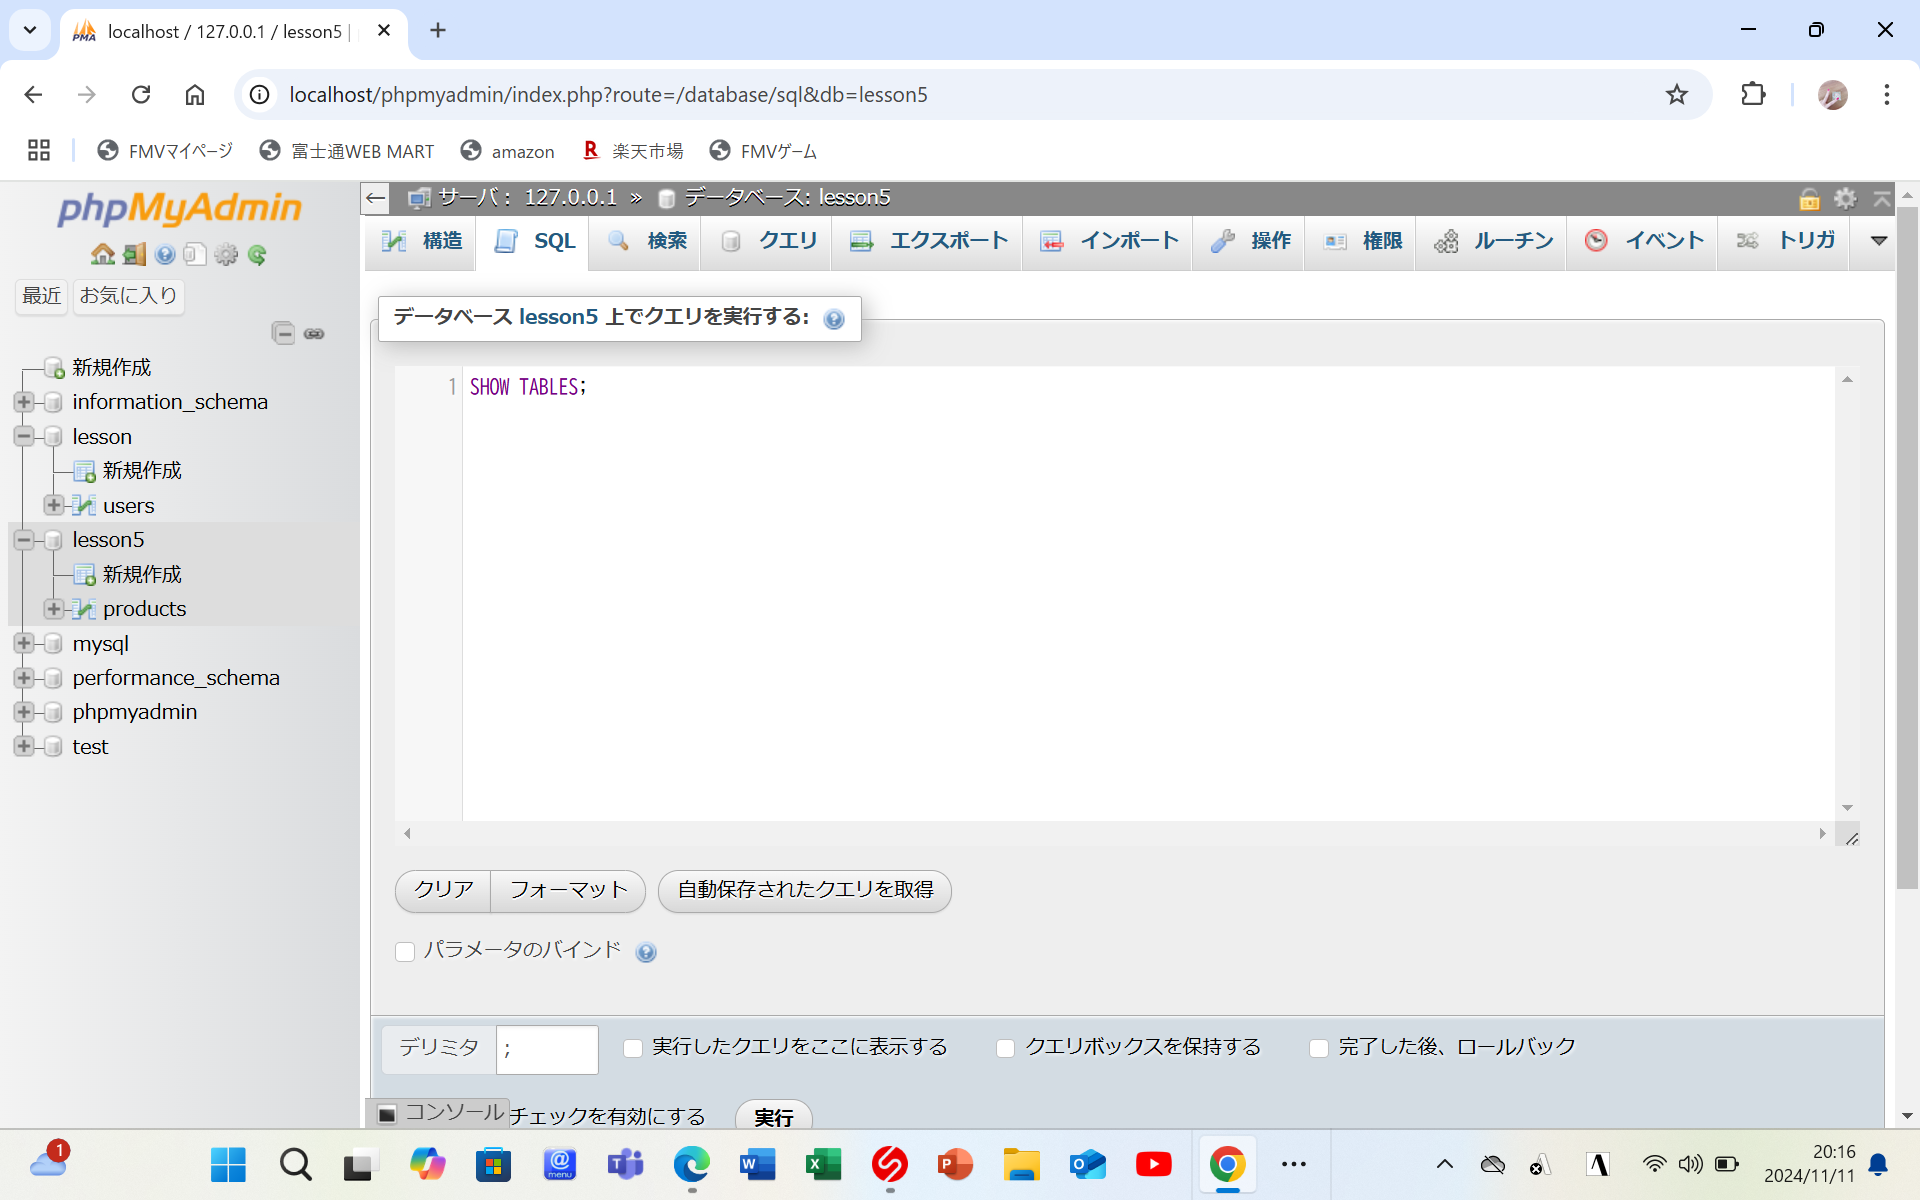 localhost / 127.0.0.1 / lesson5 |
localhost/phpmyadmin/index.php?route=/database/sql&db=lesson5
FMVマイページ 富士通WEB MART amazon 楽天市場 FMVゲーム
phpMyAdmin
最近 お気に入り
新規作成
information_schema
lesson
新規作成
users
lesson5
新規作成
products
mysql
performance_schema
phpmyadmin
test
サーバ: 127.0.0.1 » データベース: lesson5
構造 SQL 検索 クエリ エクスポート インポート 操作 権限 ルーチン イベント トリガ
データベース lesson5 上でクエリを実行する:
1 SHOW TABLES;
クリア フォーマット 自動保存されたクエリを取得
パラメータのバインド
デリミタ ; 実行したクエリをここに表示する クエリボックスを保持する 完了した後、ロールバック
コンソール チェックを有効にする 実行
1
20:16
2024/11/11